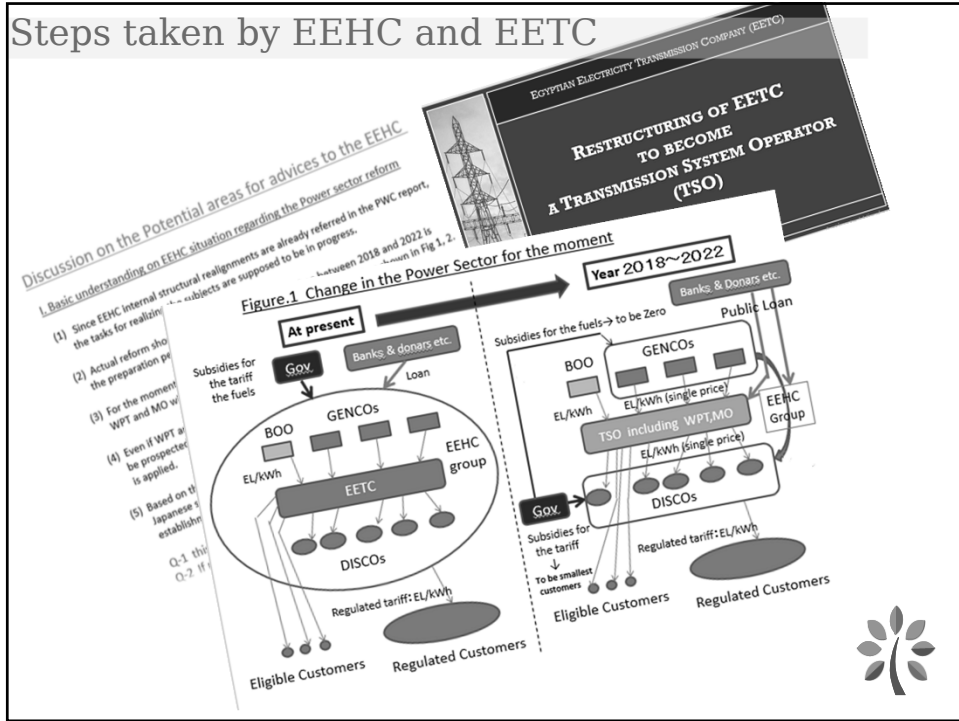 Steps taken by EEHC and EETC
EGYPTIAN ELECTRICITY TRANSMISSION COMPANY (EETC)
RESTRUCTURING OF EETC
TO BECOME
A TRANSMISSION SYSTEM OPERATOR
(TSO)
Discussion on the Potential areas for advices to the EEHC
I. Basic understanding on EEHC situation regarding the Power sector reform
(1) Since EEHC internal structural realignments are already referred in the PWC report,
the tasks for realizing the subjects are supposed to be in progress.
(2) Actual reform sho between 2018 and 2022 is
the preparation pe shown in Fig 1, 2.
(3) For the moment
WPT and MO w
(4) Even if WPT a
be prospected
is applied.
(5) Based on th
Japanese s
establishm
Q-1 thi
Q-2 If
Figure.1 Change in the Power Sector for the moment
At present
Year 2018~2022
Gov
Banks & donars etc.
Subsidies for
the tariff
the fuels
Loan
GENCOs
BOO
EL/kWh
EEHC
group
EETC
DISCOs
Regulated tariff:EL/kWh
Eligible Customers
Regulated Customers
Banks & Donars etc.
Public Loan
Subsidies for the fuels→ to be Zero
GENCOs
BOO
EL/kWh
EL/kWh (single price)
EEHC
Group
TSO including WPT,MO
EL/kWh (single price)
DISCOs
Gov
Subsidies for
the tariff
↓
To be smallest
customers
Regulated tariff:EL/kWh
Eligible Customers
Regulated Customers